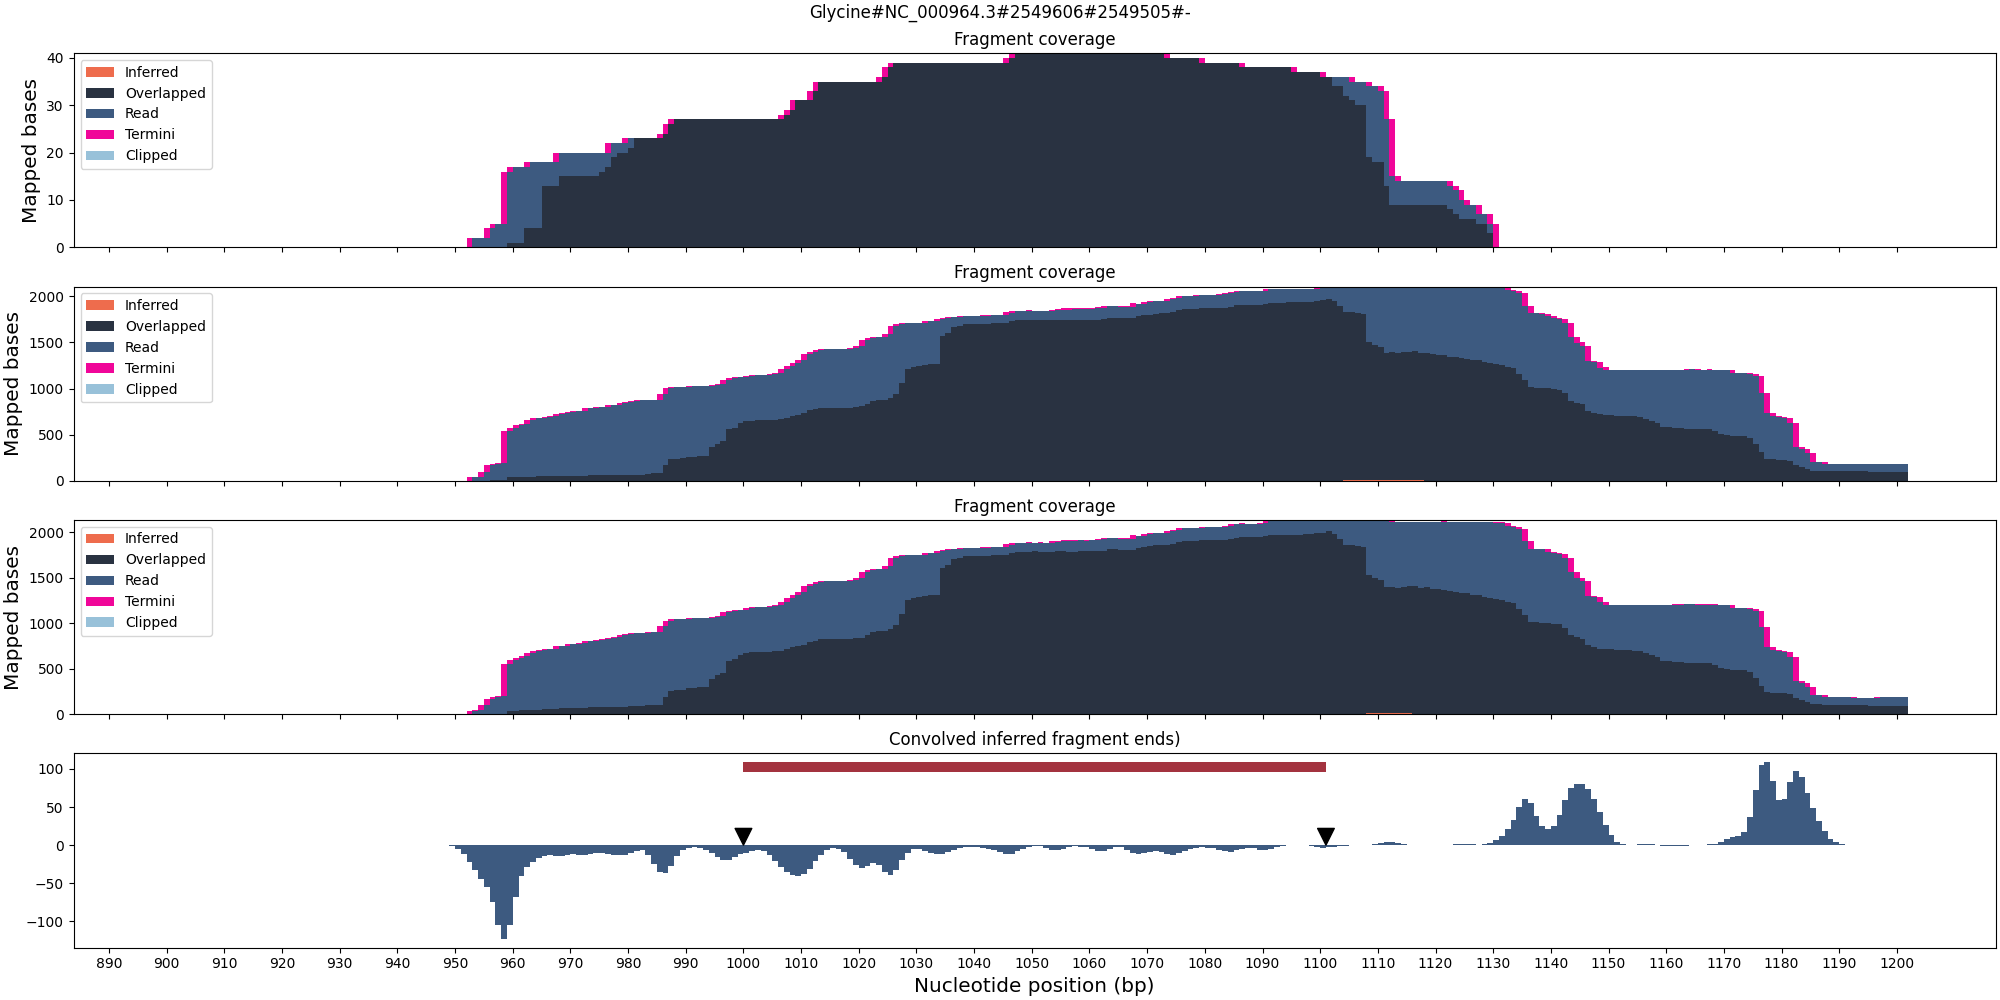 Glycine#NC_000964.3#2549606#2549505#-
Fragment coverage
Mapped bases
40
30
20
10
0
Inferred
Overlapped
Read
Termini
Clipped
Fragment coverage
Mapped bases
2000
1500
1000
500
0
Inferred
Overlapped
Read
Termini
Clipped
Fragment coverage
Mapped bases
2000
1500
1000
500
0
Inferred
Overlapped
Read
Termini
Clipped
Convolved inferred fragment ends)
100
50
0
−50
−100
890 900 910 920 930 940 950 960 970 980 990 1000 1010 1020 1030 1040 1050 1060 1070 1080 1090 1100 1110 1120 1130 1140 1150 1160 1170 1180 1190 1200
Nucleotide position (bp)